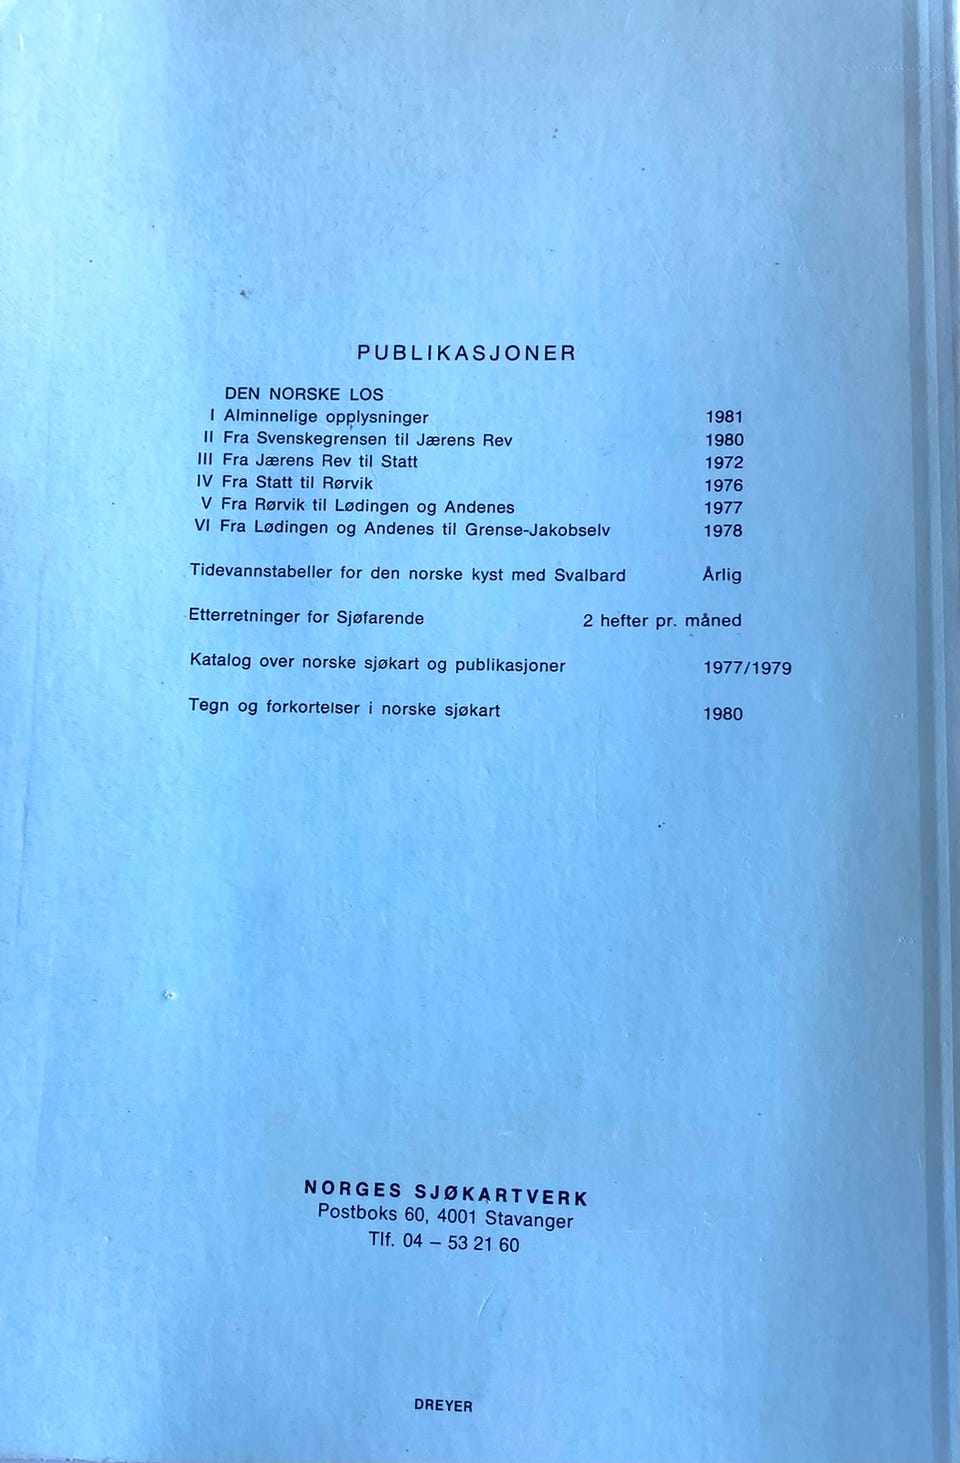 PUBLIKASJONER
DEN NORSKE LOS
I Alminnelige opplysninger 1981
II Fra Svenskegrensen til Jærens Rev 1980
III Fra Jærens Rev til Statt 1972
IV Fra Statt til Rørvik 1976
V Fra Rørvik til Lødingen og Andenes 1977
VI Fra Lødingen og Andenes til Grense-Jakobselv 1978
Tidevannstabeller for den norske kyst med Svalbard Årlig
Etterretninger for Sjøfarende 2 hefter pr. måned
Katalog over norske sjøkart og publikasjoner 1977/1979
Tegn og forkortelser i norske sjøkart 1980
NORGES SJØKARTVERK
Postboks 60, 4001 Stavanger
Tlf. 04 – 53 21 60
DREYER